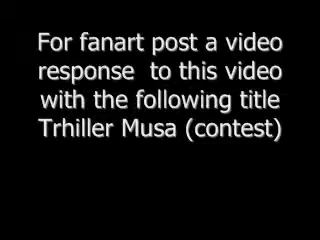 For fanart post a video
response to this video
with the following title
Trhiller Musa (contest)